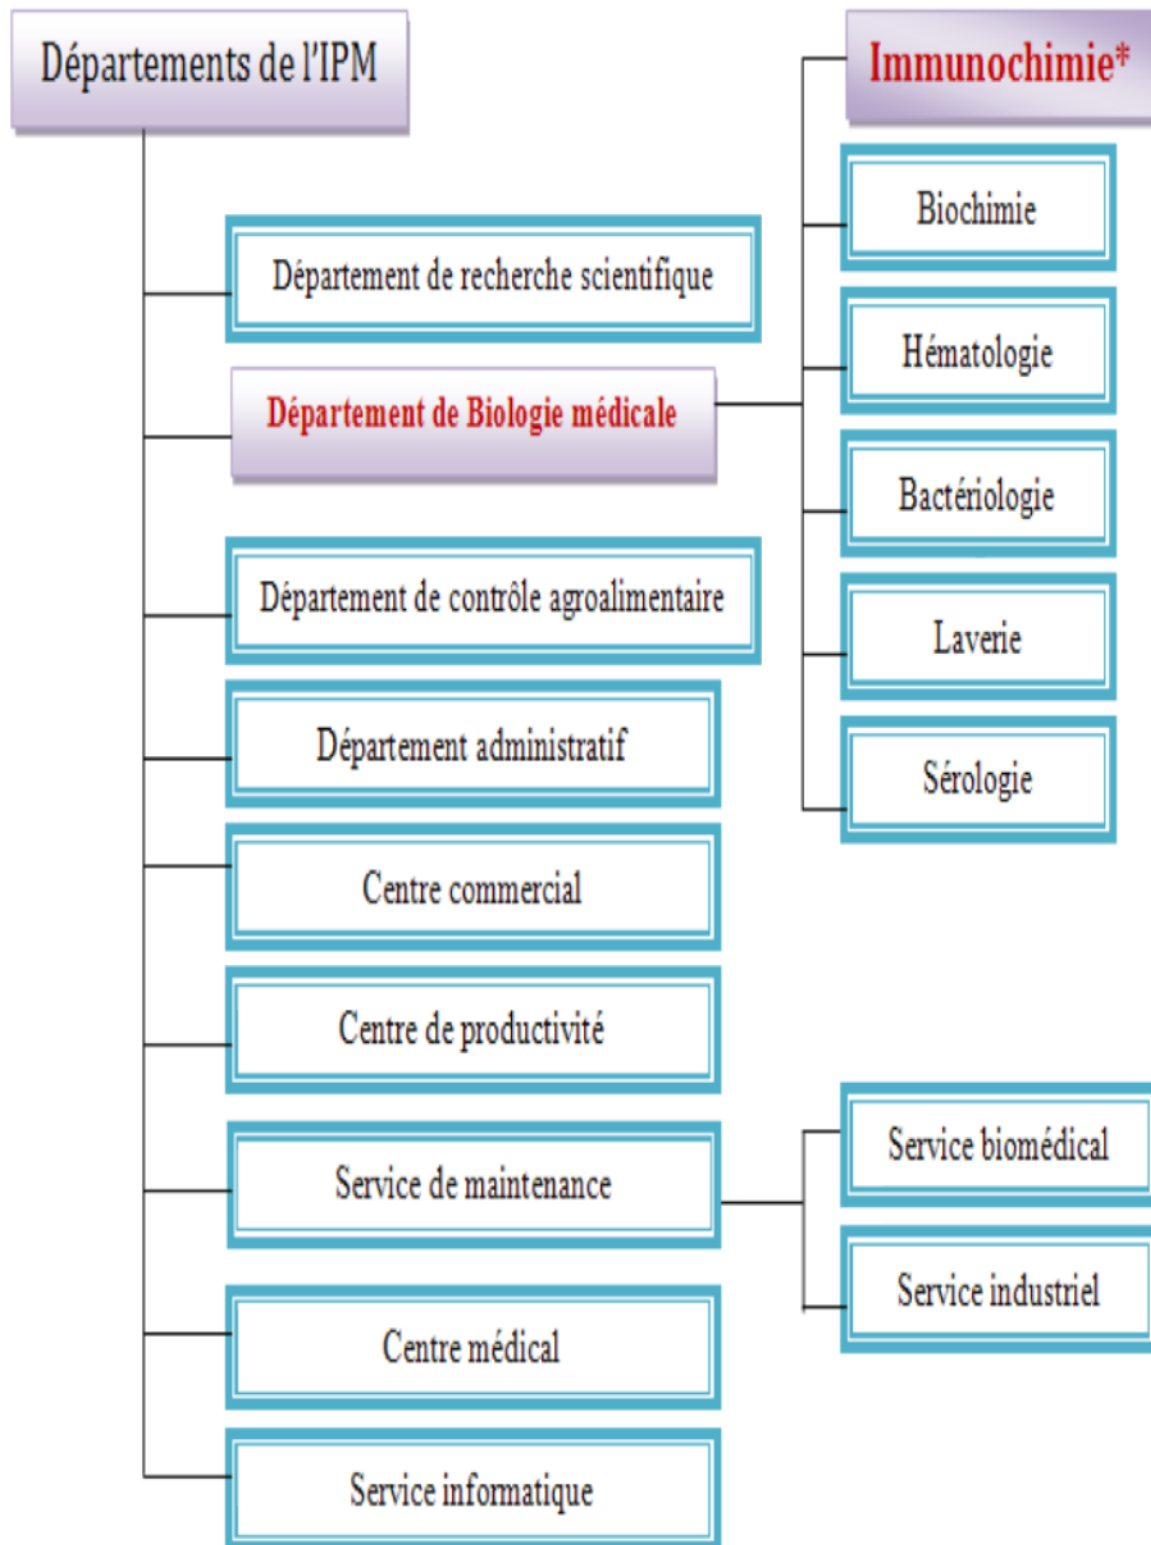 Départements de l'IPM
Département de recherche scientifique
Département de Biologie médicale
Immunochimie*
Biochimie
Hématologie
Bactériologie
Laverie
Sérologie
Département de contrôle agroalimentaire
Département administratif
Centre commercial
Centre de productivité
Service de maintenance
Service biomédical
Service industriel
Centre médical
Service informatique